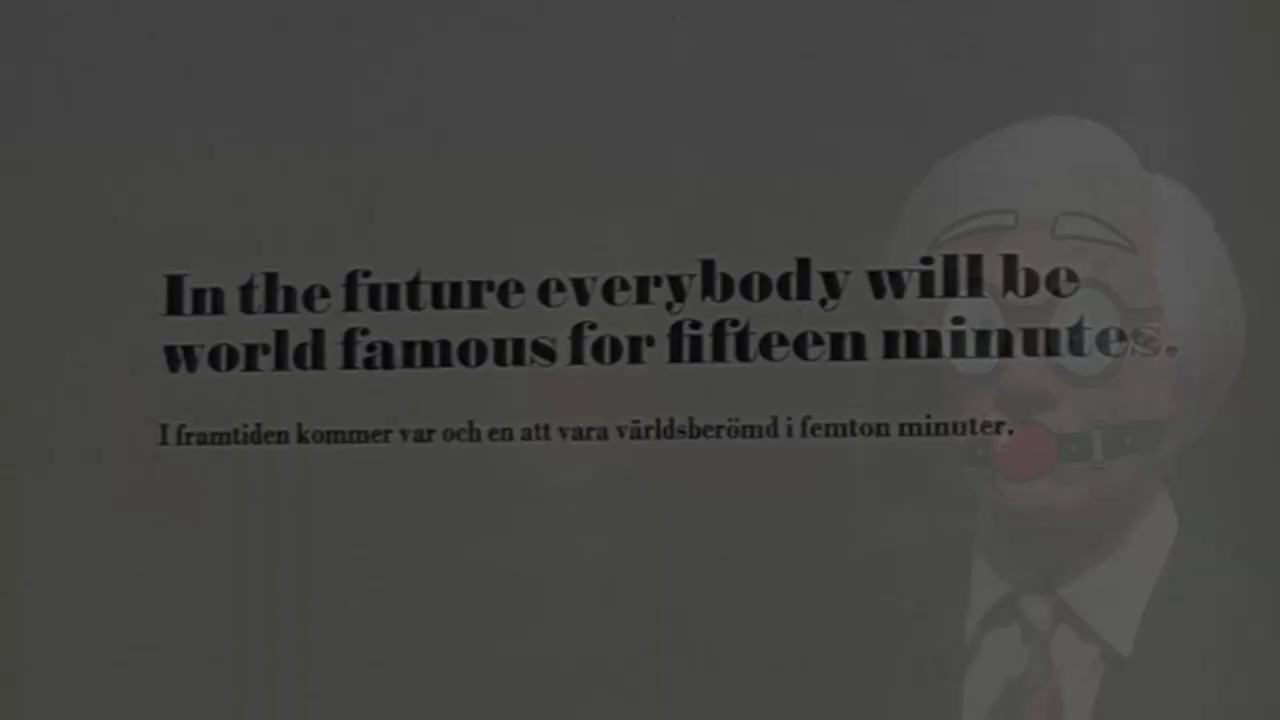 In the future everybody will be
world famous for fifteen minutes.
I framtiden kommer var och en att vara världsberömd i femton minuter.